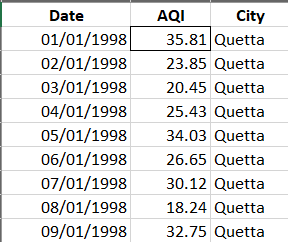 Date AQI City
01/01/1998 35.81 Quetta
02/01/1998 23.85 Quetta
03/01/1998 20.45 Quetta
04/01/1998 25.43 Quetta
05/01/1998 34.03 Quetta
06/01/1998 26.65 Quetta
07/01/1998 30.12 Quetta
08/01/1998 18.24 Quetta
09/01/1998 32.75 Quetta